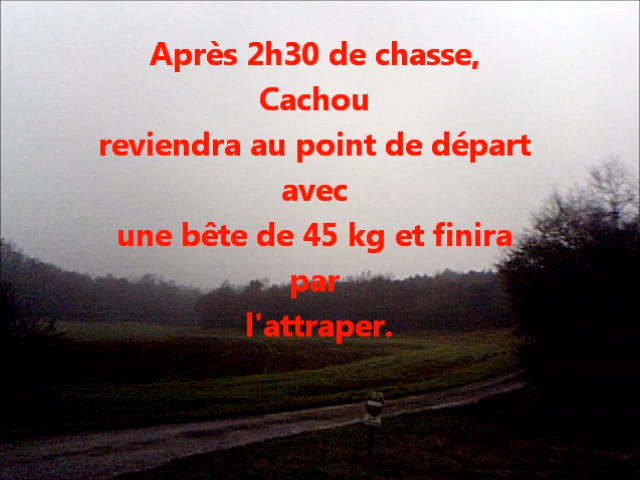 Après 2h30 de chasse,
Cachou
reviendra au point de départ
avec
une bête de 45 kg et finira
par
l'attraper.